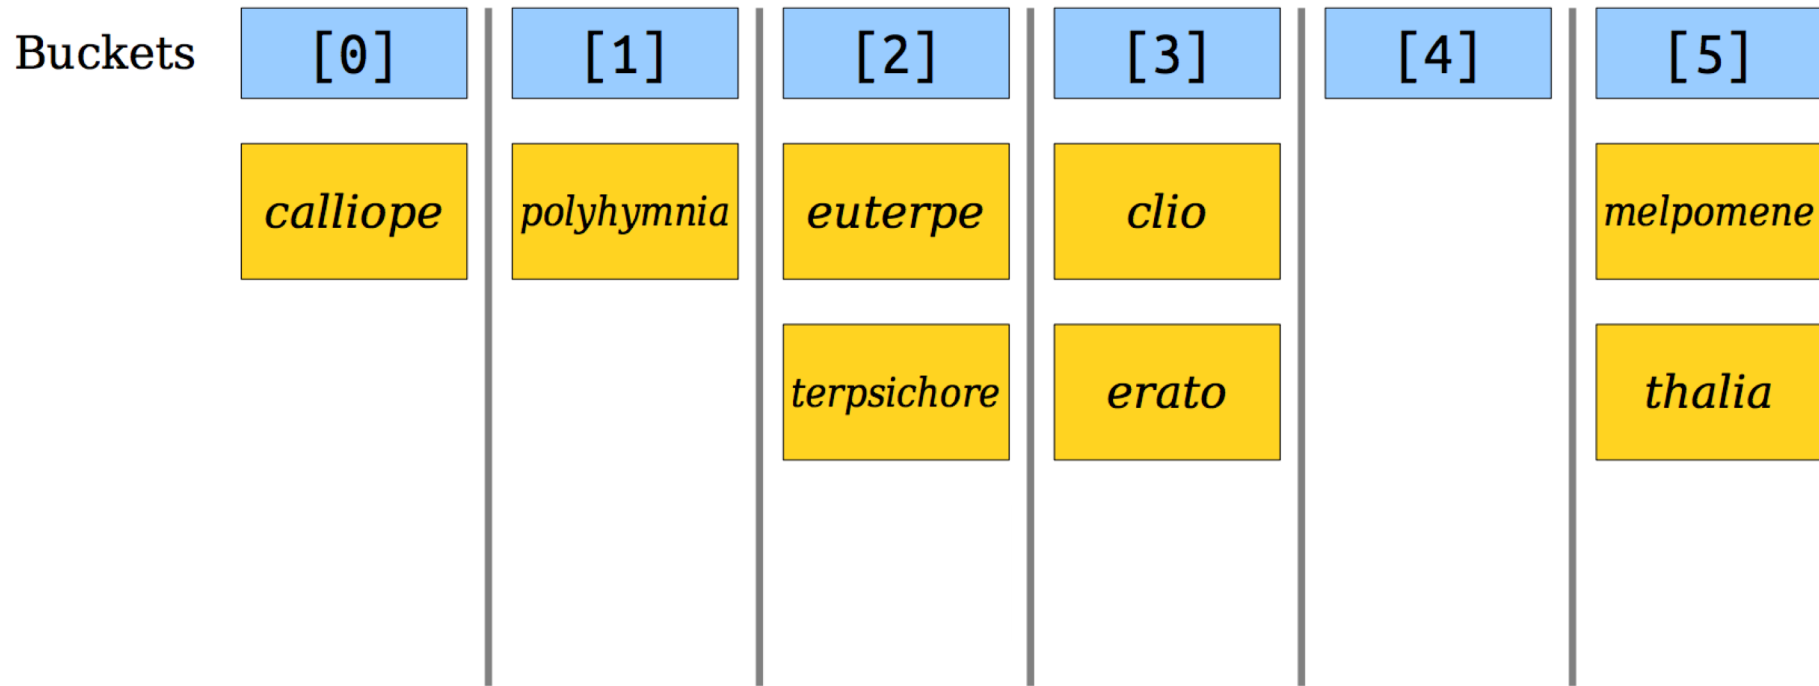 Buckets [0] [1] [2] [3] [4] [5]
calliope polyhymnia euterpe clio melpomene
terpsichore erato thalia